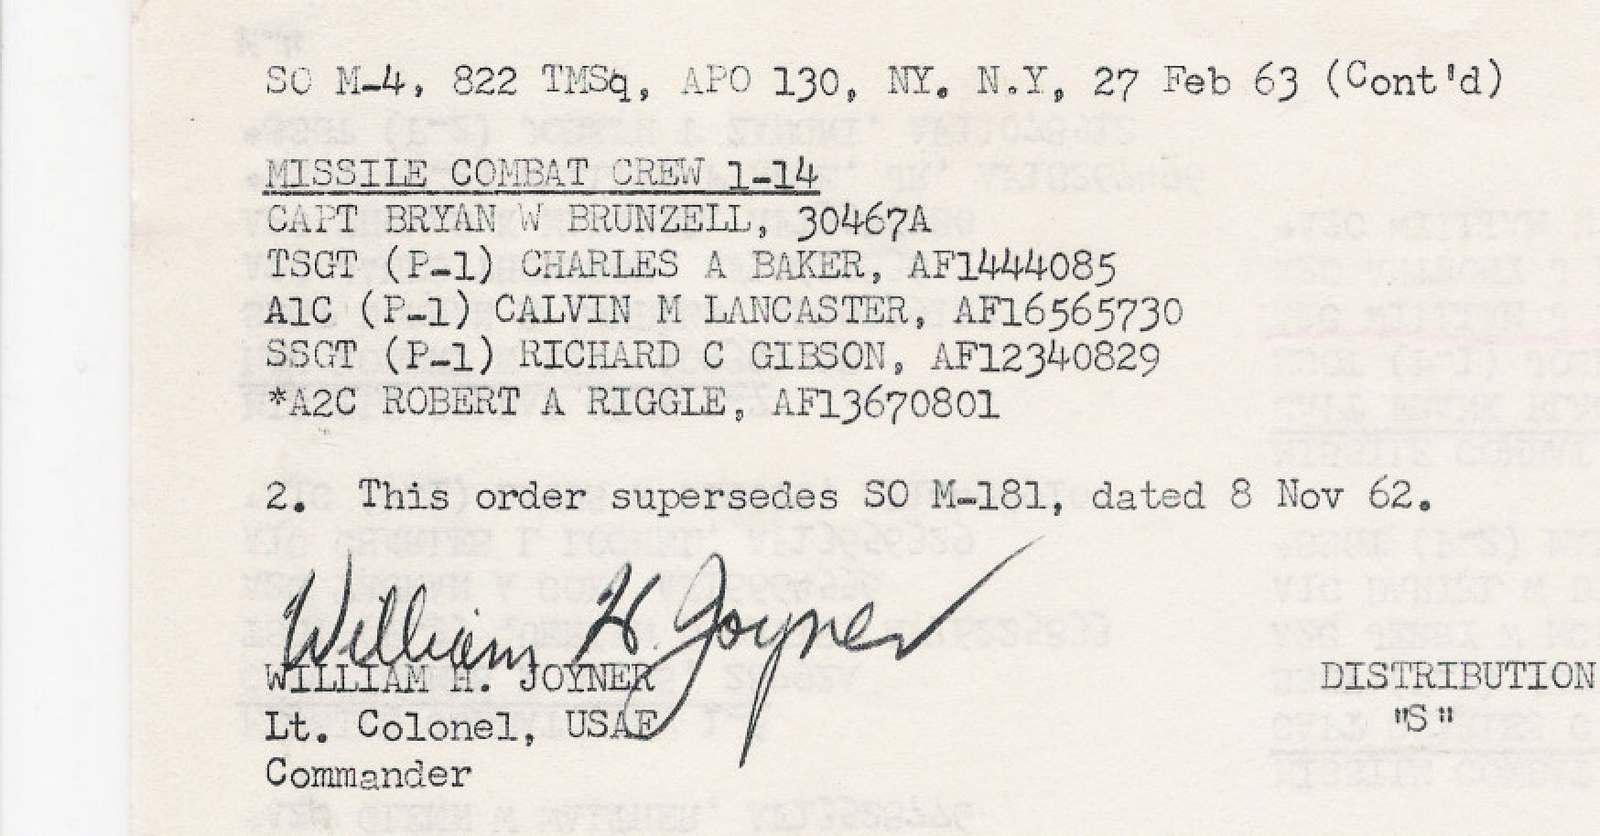 SO M-4, 822 TMSq, APO 130, NY. N.Y, 27 Feb 63 (Cont'd)
MISSILE COMBAT CREW 1-14
CAPT BRYAN W BRUNZELL, 30467A
TSGT (P-1) CHARLES A BAKER, AF1444085
A1C (P-1) CALVIN M LANCASTER, AF16565730
SSGT (P-1) RICHARD C GIBSON, AF12340829
*A2C ROBERT A RIGGLE, AF13670801
2. This order supersedes SO M-181, dated 8 Nov 62.
William H. Joyner
WILLIAM H. JOYNER
Lt. Colonel, USAF
Commander
DISTRIBUTION
"S"